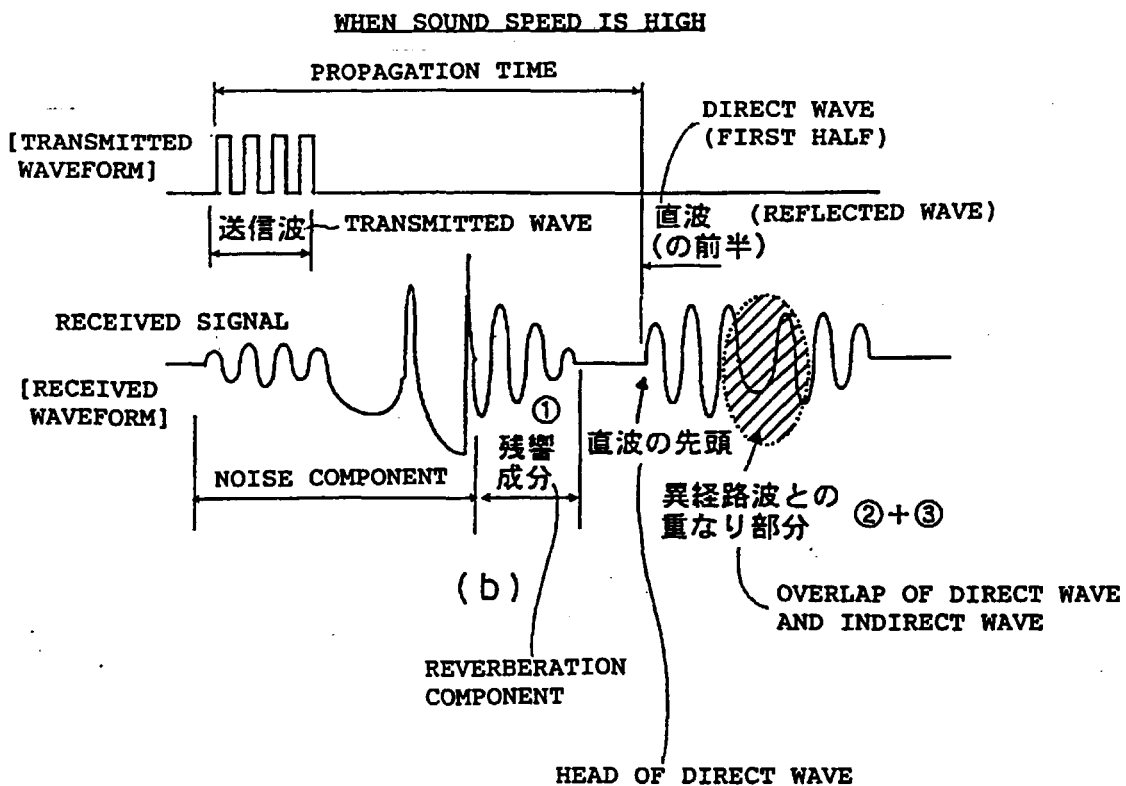 WHEN SOUND SPEED IS HIGH
PROPAGATION TIME
DIRECT WAVE
(FIRST HALF)
[TRANSMITTED
WAVEFORM]
送信波
TRANSMITTED WAVE
直波
(の前半)
(REFLECTED WAVE)
RECEIVED SIGNAL
[RECEIVED
WAVEFORM]
NOISE COMPONENT
①
残響
成分
直波の先頭
異経路波との
重なり部分
②+③
(b)
OVERLAP OF DIRECT WAVE
AND INDIRECT WAVE
REVERBERATION
COMPONENT
HEAD OF DIRECT WAVE